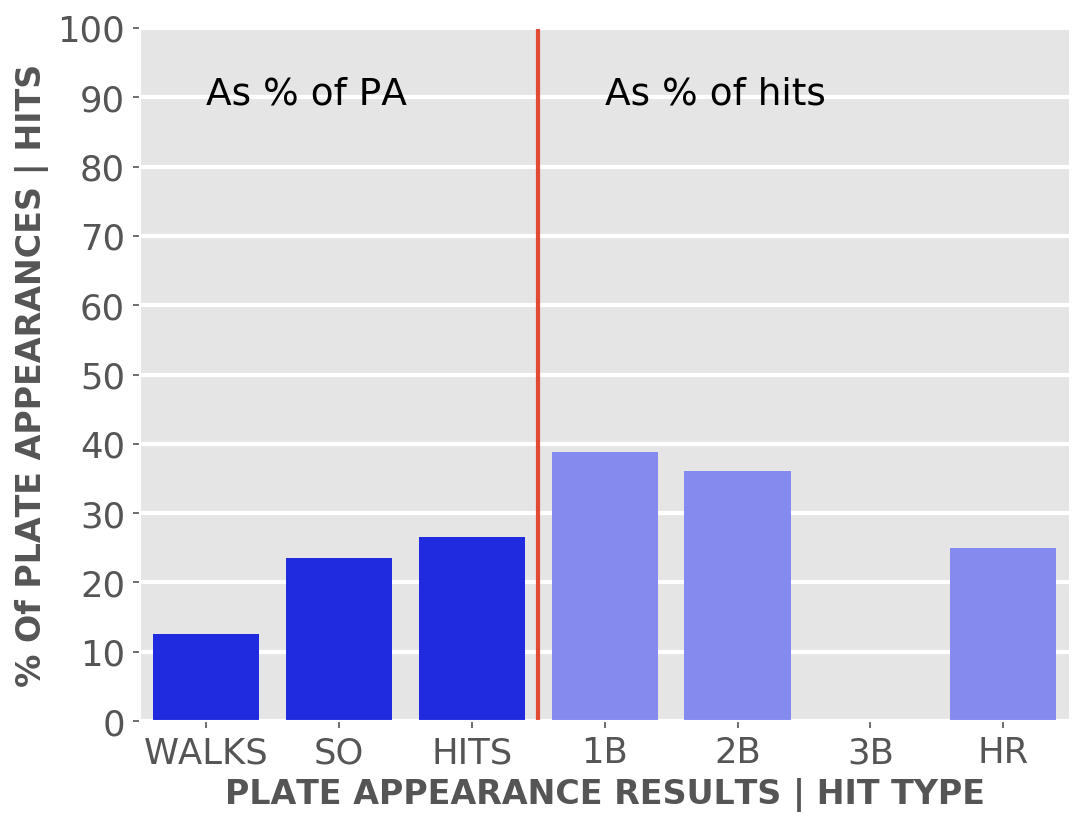 % Of PLATE APPEARANCES | HITS
100
90
80
70
60
50
40
30
20
10
0
As % of PA
As % of hits
WALKS SO HITS 1B 2B 3B HR
PLATE APPEARANCE RESULTS | HIT TYPE